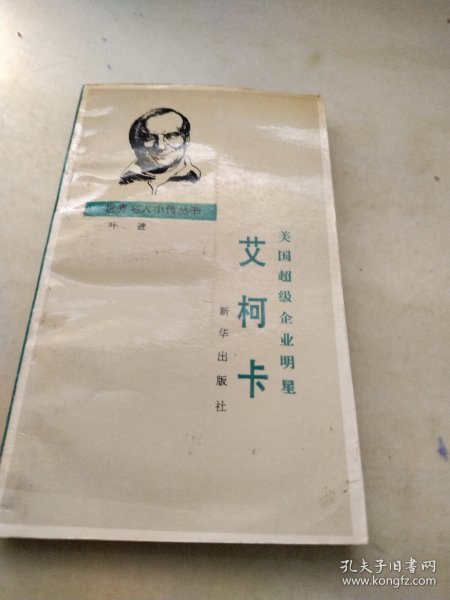 世界名人小传丛书
叶 进
美国超级企业明星
艾柯卡
新华出版社
孔夫子旧书网
www.kongfz.com